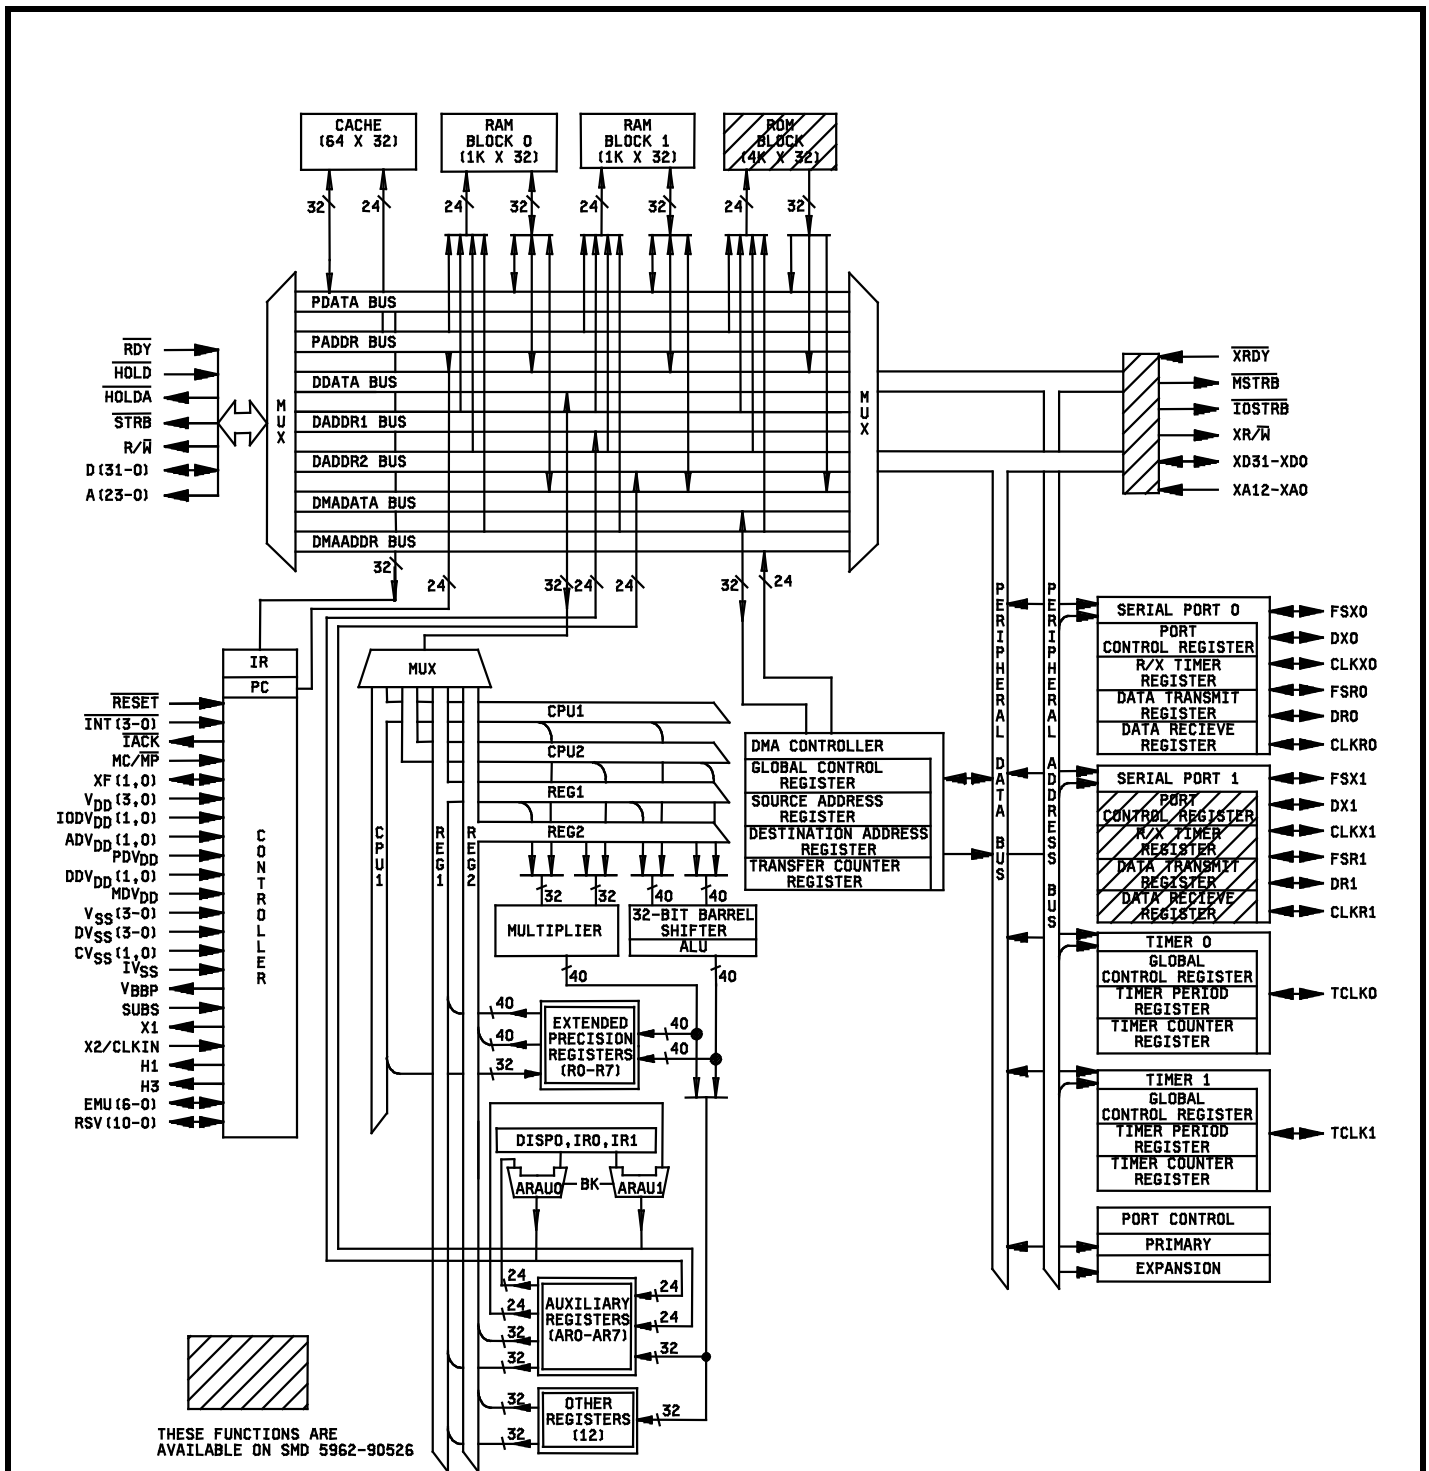 CACHE
(64 X 32)
RAM
BLOCK 0
(1K X 32)
RAM
BLOCK 1
(1K X 32)
ROM
BLOCK
(4K X 32)
32
24
24
32
24
32
24
32
PDATA BUS
PADDR BUS
DDATA BUS
DADDR1 BUS
DADDR2 BUS
DMADATA BUS
DMAADDR BUS
MUX
MUX
RDY
HOLD
HOLDA
STRB
R/W
D(31-0)
A(23-0)
XRDY
MSTRB
IOSTRB
XR/W
XD31-XD0
XA12-XA0
32
24
32
24
24
32
24
IR
PC
CONTROLLER
RESET
INT(3-0)
IACK
MC/MP
XF(1,0)
VDD(3,0)
IODVDD(1,0)
ADVDD(1,0)
PDVDD
DDVDD(1,0)
MDVDD
VSS(3-0)
DVSS(3-0)
CVSS(1,0)
IVSS
VBBP
SUBS
X1
X2/CLKIN
H1
H3
EMU(6-0)
RSV(10-0)
MUX
CPU1
CPU2
REG1
REG2
CPU1
REG1
REG2
32
32
40
40
MULTIPLIER
32-BIT BARREL
SHIFTER
ALU
40
40
DMA CONTROLLER
GLOBAL CONTROL
REGISTER
SOURCE ADDRESS
REGISTER
DESTINATION ADDRESS
REGISTER
TRANSFER COUNTER
REGISTER
PERIPHERAL DATA BUS
PERIPHERAL ADDRESS BUS
SERIAL PORT 0
PORT
CONTROL REGISTER
R/X TIMER
REGISTER
DATA TRANSMIT
REGISTER
DATA RECIEVE
REGISTER
FSX0
DX0
CLKX0
FSR0
DR0
CLKR0
SERIAL PORT 1
PORT
CONTROL REGISTER
R/X TIMER
REGISTER
DATA TRANSMIT
REGISTER
DATA RECIEVE
REGISTER
FSX1
DX1
CLKX1
FSR1
DR1
CLKR1
TIMER 0
GLOBAL
CONTROL REGISTER
TIMER PERIOD
REGISTER
TIMER COUNTER
REGISTER
TCLK0
TIMER 1
GLOBAL
CONTROL REGISTER
TIMER PERIOD
REGISTER
TIMER COUNTER
REGISTER
TCLK1
PORT CONTROL
PRIMARY
EXPANSION
40
40
32
EXTENDED
PRECISION
REGISTERS
(R0-R7)
40
40
DISP0,IR0,IR1
ARAU0
BK
ARAU1
24
24
32
32
AUXILIARY
REGISTERS
(AR0-AR7)
24
24
32
32
32
OTHER
REGISTERS
(12)
32
THESE FUNCTIONS ARE
AVAILABLE ON SMD 5962-90526